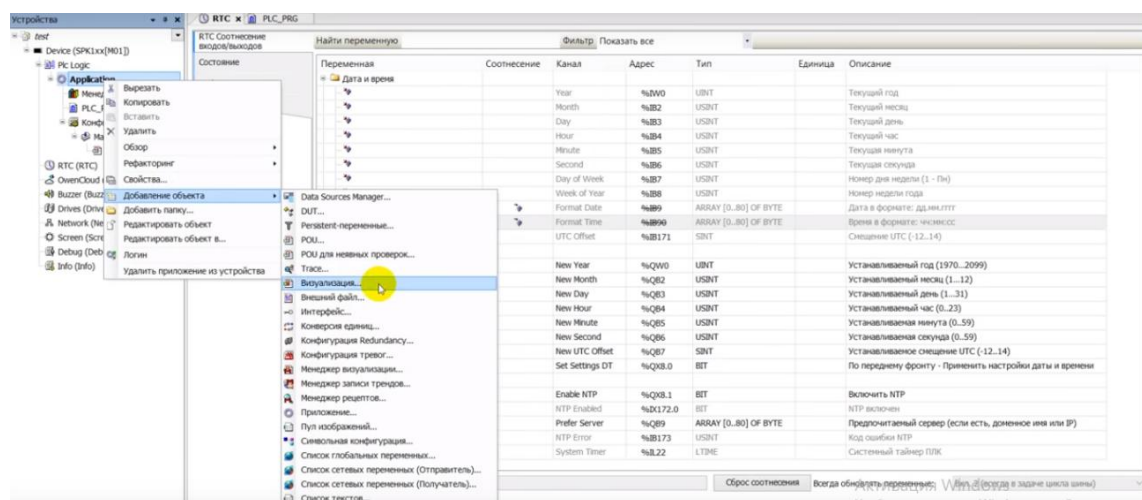 Устройства
RTC
PLC_PRG
test
Device (SPK1xx[M01])
Plc Logic
Application
PLC_
RTC (RTC)
OwenCloud
Buzzer (Buzz
Drives (Drive
Network (Ne
Screen (Scre
Debug (Deb
Info (Info)
Вырезать
Копировать
Вставить
Удалить
Обзор
Рефакторинг
Свойства...
Добавление объекта
Добавить папку...
Редактировать объект
Редактировать объект в...
Логин
Удалить приложение из устройства
Data Sources Manager...
DUT...
Persistent-переменные...
POU...
POU для неявных проверок...
Trace...
Визуализация...
Внешний файл...
Интерфейс...
Конверсия единиц...
Конфигурация Redundancy...
Конфигурация тревог...
Менеджер визуализации...
Менеджер записи трендов...
Менеджер рецептов...
Приложение...
Пул изображений...
Символьная конфигурация...
Список глобальных переменных...
Список сетевых переменных (Отправитель)...
Список сетевых переменных (Получатель)...
Список текстов...
RTC Соотнесение
входов/выходов
Состояние
Найти переменную
Фильтр Показать все
Переменная Соотнесение Канал Адрес Тип Единица Описание
Дата и время
Year %IW0 UINT Текущий год
Month %IB2 USINT Текущий месяц
Day %IB3 USINT Текущий день
Hour %IB4 USINT Текущий час
Minute %IB5 USINT Текущая минута
Second %IB6 USINT Текущая секунда
Day of Week %IB7 USINT Номер дня недели (1 - Пн)
Week of Year %IB8 USINT Номер недели года
Format Date %IB9 ARRAY [0..80] OF BYTE Дата в формате: дд.мм.гггг
Format Time %IB90 ARRAY [0..80] OF BYTE Время в формате: чч:мм:сс
UTC Offset %IB171 SINT Смещение UTC (-12..14)
New Year %QW0 UINT Устанавливаемый год (1970...2099)
New Month %QB2 USINT Устанавливаемый месяц (1...12)
New Day %QB3 USINT Устанавливаемый день (1...31)
New Hour %QB4 USINT Устанавливаемый час (0..23)
New Minute %QB5 USINT Устанавливаемая минута (0..59)
New Second %QB6 USINT Устанавливаемая секунда (0..59)
New UTC Offset %QB7 SINT Устанавливаемое смещение UTC (-12..14)
Set Settings DT %QX8.0 BIT По переднему фронту - Применить настройки даты и времени
Enable NTP %QX8.1 BIT Включить NTP
NTP Enabled %IX172.0 BIT NTP включен
Prefer Server %QB9 ARRAY [0..80] OF BYTE Предпочитаемый сервер (если есть, доменное имя или IP)
NTP Error %IB173 USINT Код ошибки NTP
System Timer %IL22 LTIME Системный таймер ПЛК
Сброс соотнесения Всегда обновлять переменные:
Активация Windows